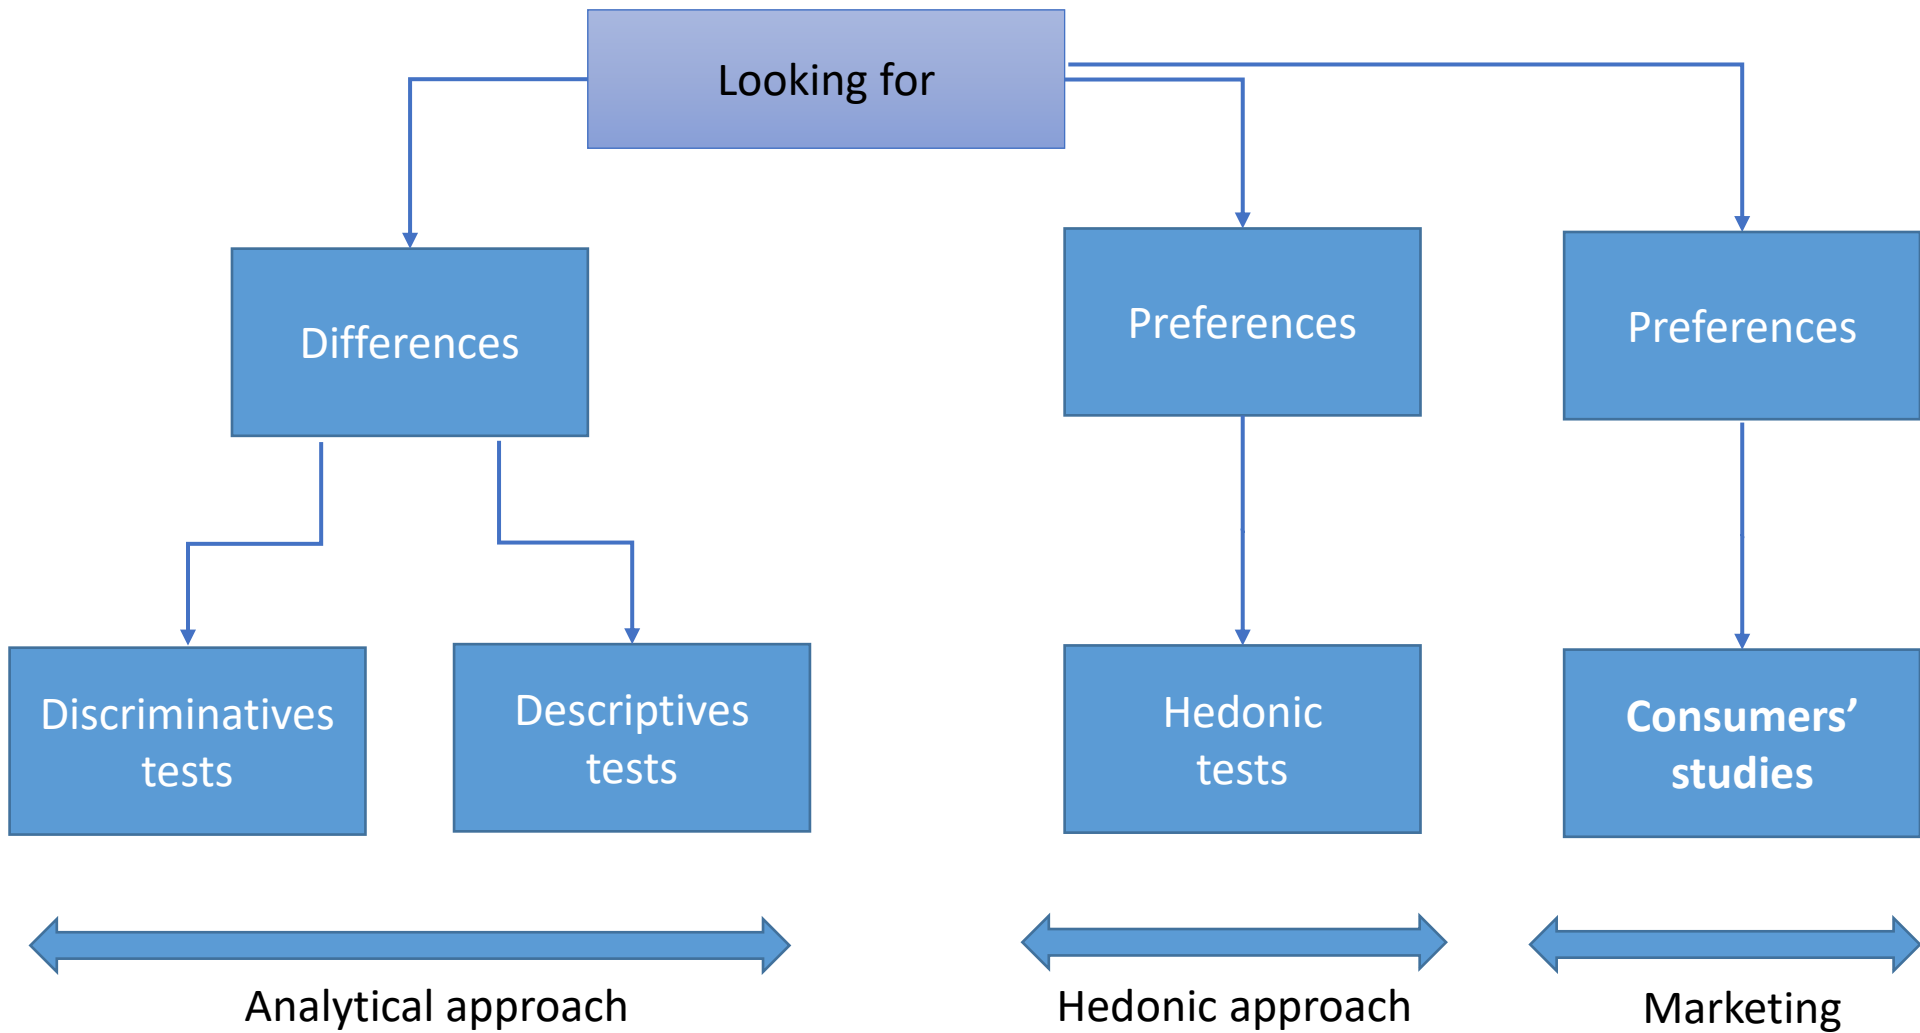 Looking for
Differences
Preferences
Preferences
Discriminatives
tests
Descriptives
tests
Hedonic
tests
Consumers’
studies
Analytical approach
Hedonic approach
Marketing